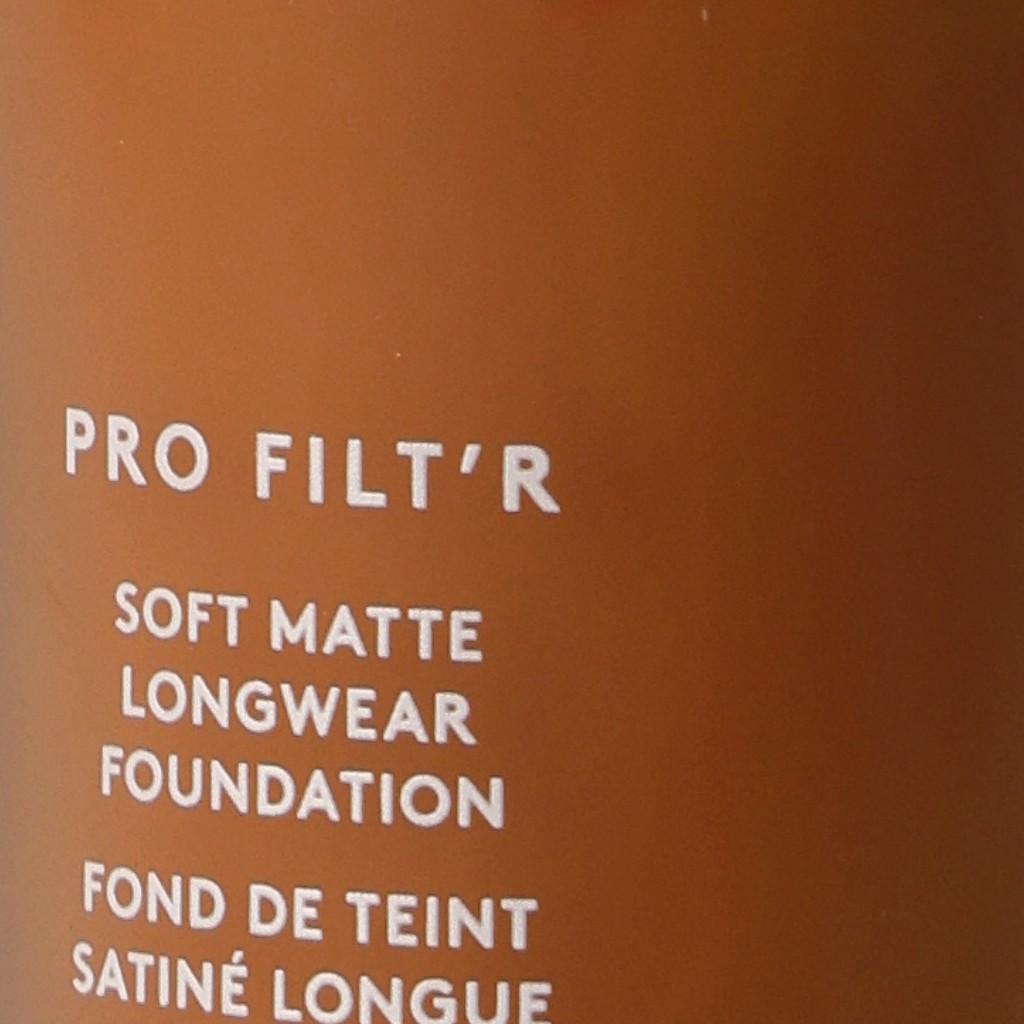 PRO FILT'R
SOFT MATTE
LONGWEAR
FOUNDATION
FOND DE TEINT
SATINÉ LONGUE